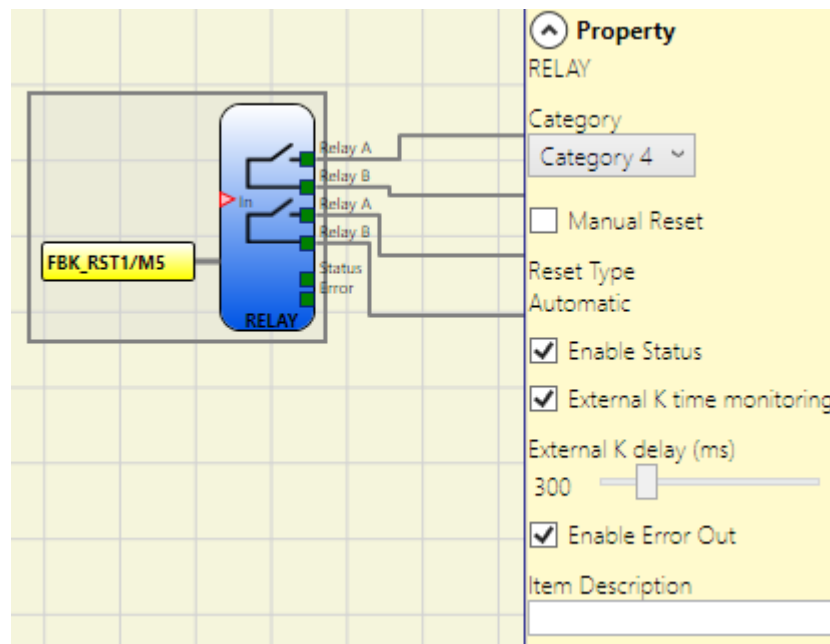 Relay A
Relay B
In
Relay A
Relay B
FBK_RST1/M5
Status
Error
RELAY
Property
RELAY
Category
Category 4
Manual Reset
Reset Type
Automatic
Enable Status
External K time monitoring
External K delay (ms)
300
Enable Error Out
Item Description